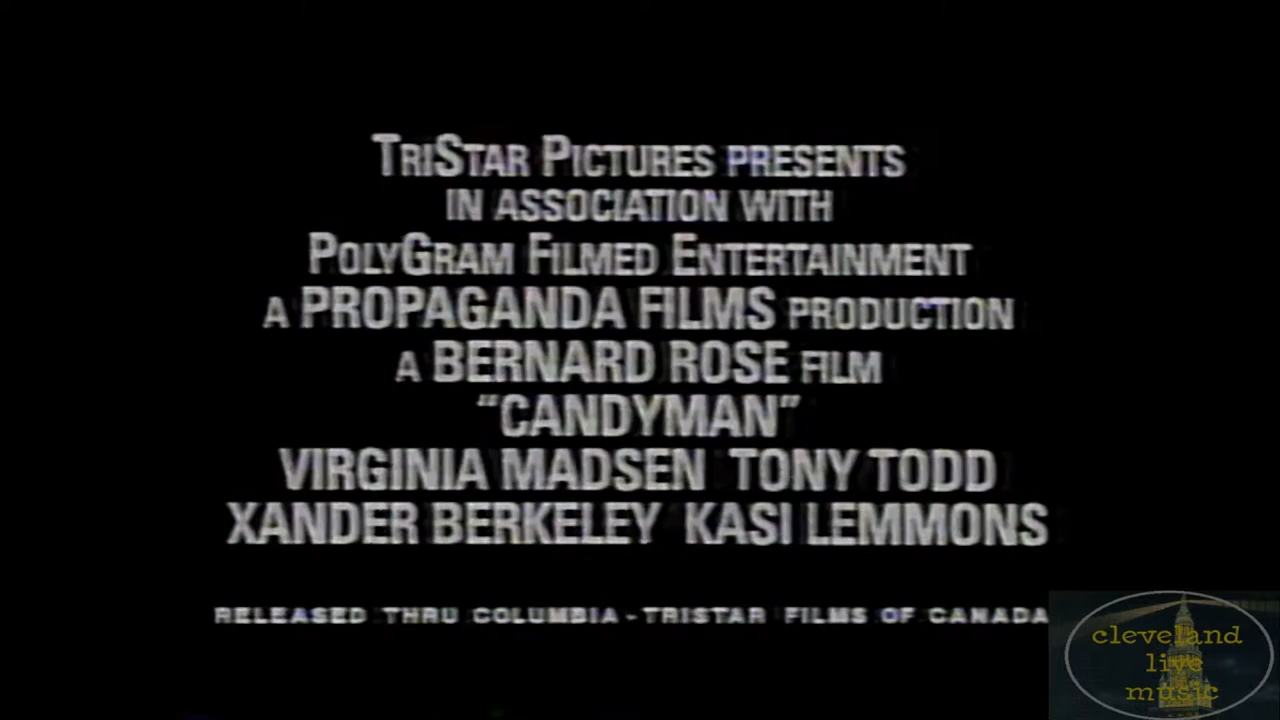 TRISTAR PICTURES PRESENTS
IN ASSOCIATION WITH
POLYGRAM FILMED ENTERTAINMENT
A PROPAGANDA FILMS PRODUCTION
A BERNARD ROSE FILM
“CANDYMAN”
VIRGINIA MADSEN TONY TODD
XANDER BERKELEY KASI LEMMONS
RELEASED THRU COLUMBIA-TRISTAR FILMS OF CANADA
cleveland
live
music